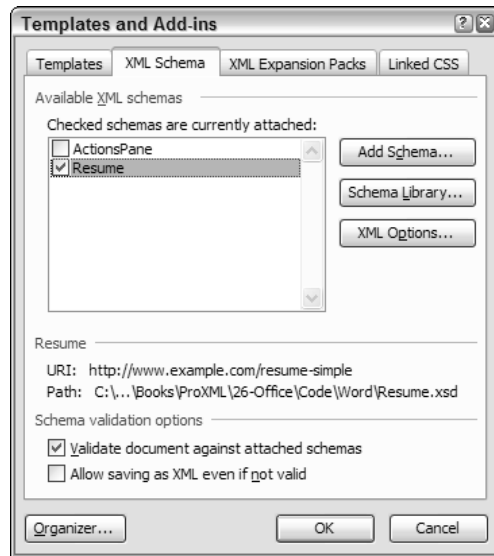 Templates and Add-ins
Templates XML Schema XML Expansion Packs Linked CSS
Available XML schemas
Checked schemas are currently attached:
ActionsPane
Resume
Add Schema...
Schema Library...
XML Options...
Resume
URI: http://www.example.com/resume-simple
Path: C:\...\Books\ProXML\26-Office\Code\Word\Resume.xsd
Schema validation options
Validate document against attached schemas
Allow saving as XML even if not valid
Organizer... OK Cancel